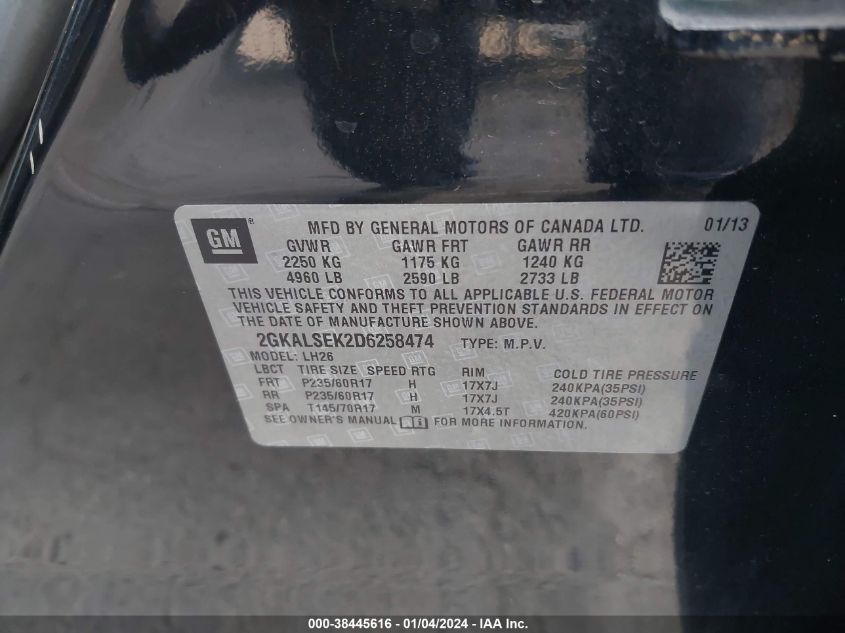 GM ® MFD BY GENERAL MOTORS OF CANADA LTD. 01/13
GVWR GAWR FRT GAWR RR
2250 KG 1175 KG 1240 KG
4960 LB 2590 LB 2733 LB
THIS VEHICLE CONFORMS TO ALL APPLICABLE U.S. FEDERAL MOTOR
VEHICLE SAFETY AND THEFT PREVENTION STANDARDS IN EFFECT ON
THE DATE OF MANUFACTURE SHOWN ABOVE.
2GKALSEK2D6258474 TYPE: M.P.V.
MODEL: LH26
LBCT TIRE SIZE SPEED RTG RIM COLD TIRE PRESSURE
FRT P235/60R17 H 17X7J 240KPA(35PSI)
RR P235/60R17 H 17X7J 240KPA(35PSI)
SPA T145/70R17 M 17X4.5T 420KPA(60PSI)
SEE OWNER'S MANUAL FOR MORE INFORMATION.
000-38445616 - 01/04/2024 - IAA Inc.